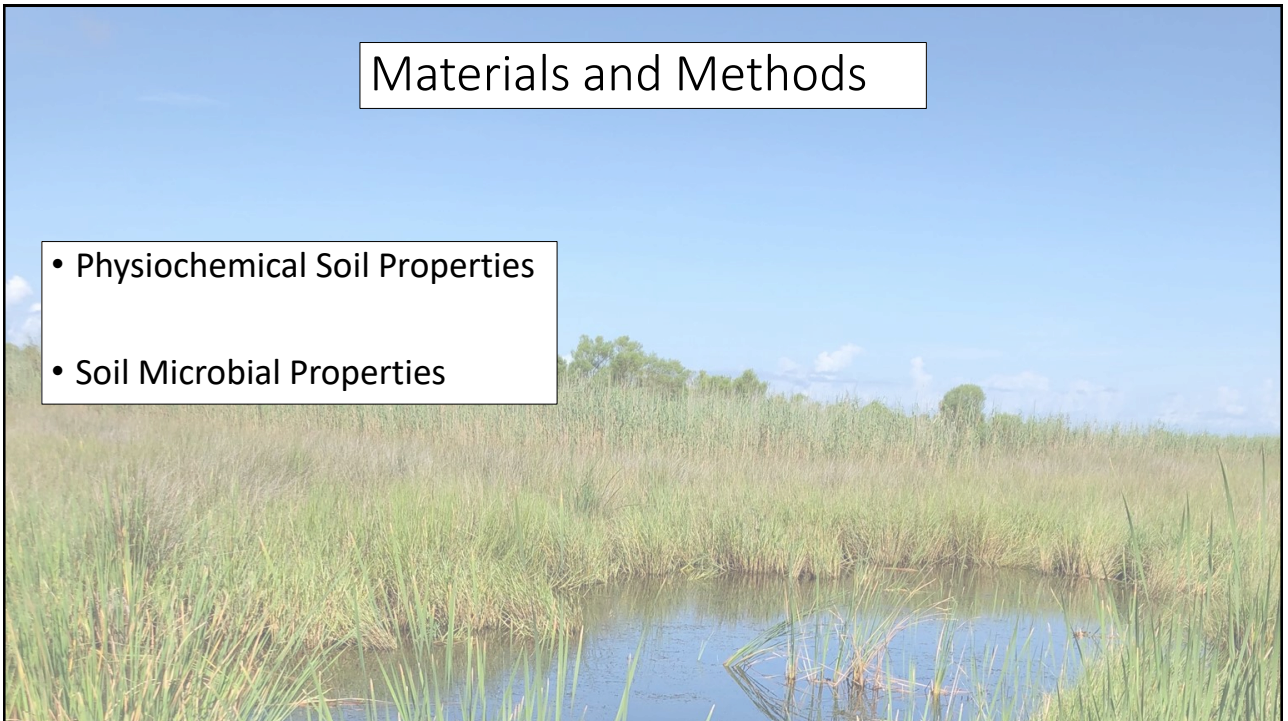 Materials and Methods
• Physiochemical Soil Properties
• Soil Microbial Properties